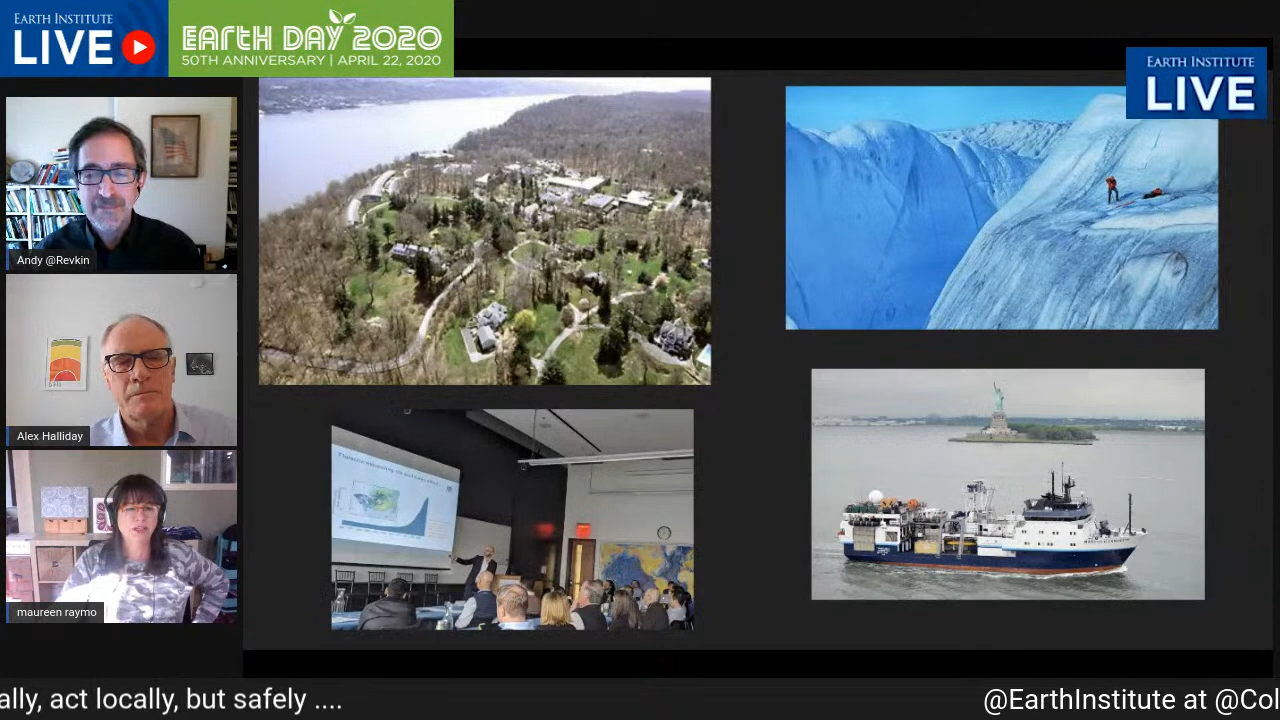 EARTH INSTITUTE
LIVE
EARTH DAY 2020
50TH ANNIVERSARY | APRIL 22, 2020
EARTH INSTITUTE
LIVE
Andy @Revkin
Alex Halliday
maureen raymo
ally, act locally, but safely ....
@EarthInstitute at @Col